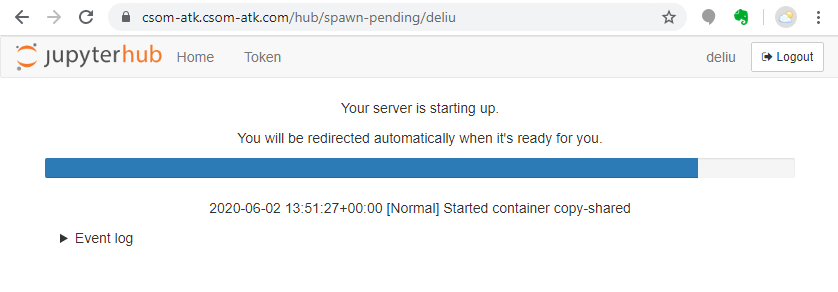 csom-atk.csom-atk.com/hub/spawn-pending/deliu
jupyterhub Home Token deliu Logout
Your server is starting up.
You will be redirected automatically when it's ready for you.
2020-06-02 13:51:27+00:00 [Normal] Started container copy-shared
Event log